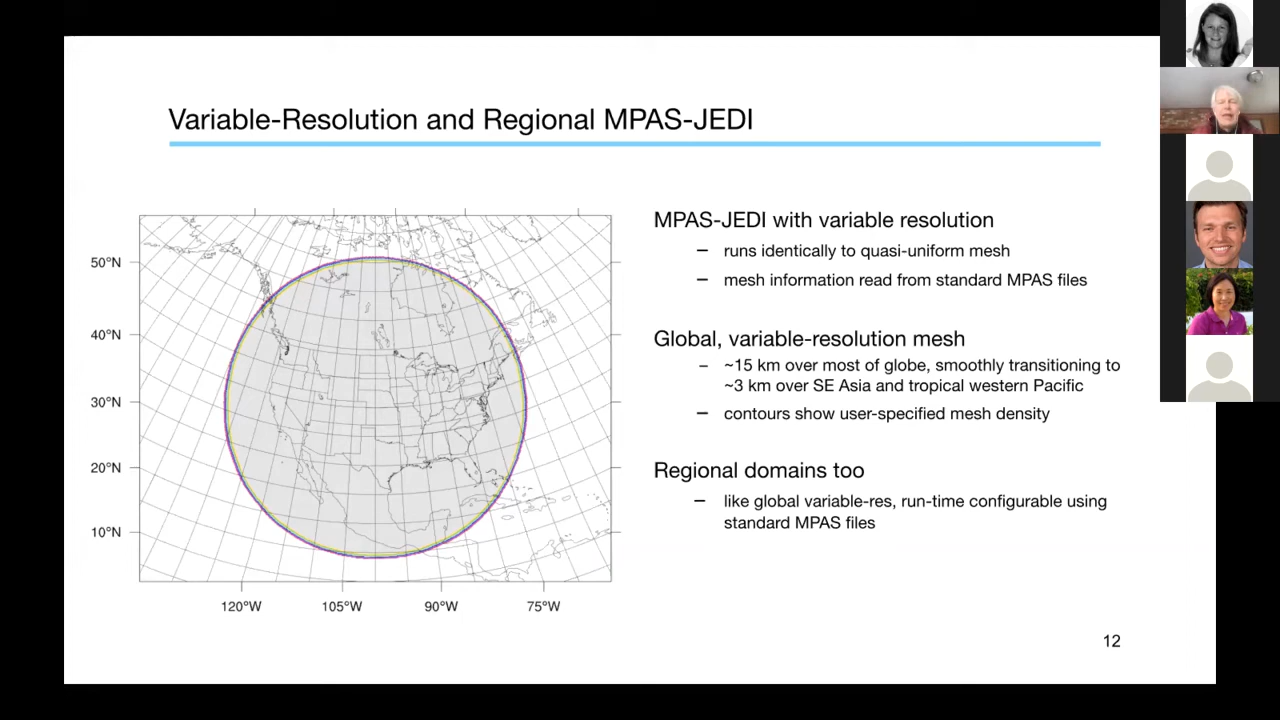 Variable-Resolution and Regional MPAS-JEDI
50°N
40°N
30°N
20°N
10°N
120°W
105°W
90°W
75°W
MPAS-JEDI with variable resolution
– runs identically to quasi-uniform mesh
– mesh information read from standard MPAS files
Global, variable-resolution mesh
– ~15 km over most of globe, smoothly transitioning to
~3 km over SE Asia and tropical western Pacific
– contours show user-specified mesh density
Regional domains too
– like global variable-res, run-time configurable using
standard MPAS files
12